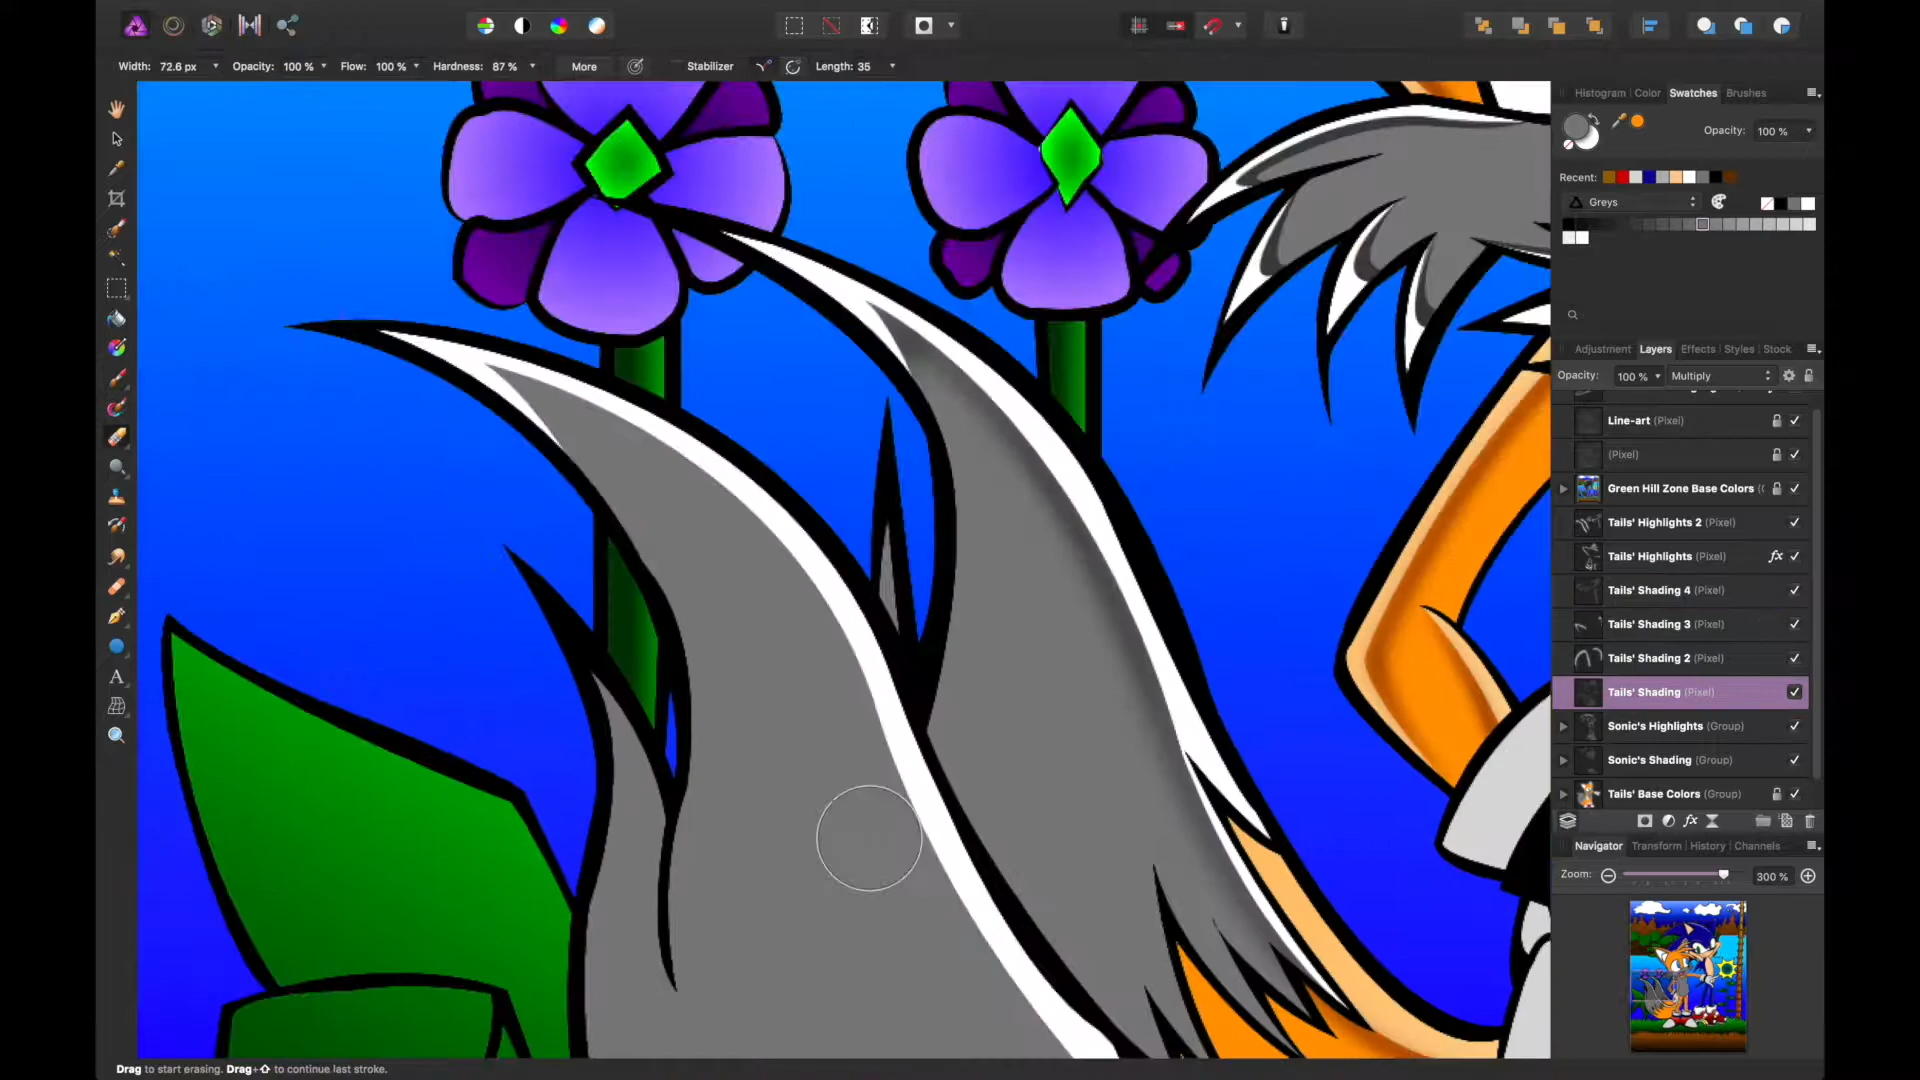 Width: 72.6 px Opacity: 100 % Flow: 100 % Hardness: 87 % More Stabilizer Length: 35
Histogram Color Swatches Brushes
Opacity: 100 %
Recent:
Greys
Adjustment Layers Effects Styles Stock
Opacity: 100 % Multiply
Line-art (Pixel)
(Pixel)
Green Hill Zone Base Colors (
Tails' Highlights 2 (Pixel)
Tails' Highlights (Pixel) fx
Tails' Shading 4 (Pixel)
Tails' Shading 3 (Pixel)
Tails' Shading 2 (Pixel)
Tails' Shading (Pixel)
Sonic's Highlights (Group)
Sonic's Shading (Group)
Tails' Base Colors (Group)
fx
Navigator Transform History Channels
Zoom: 300 %
A
Drag to start erasing. Drag+⇧ to continue last stroke.